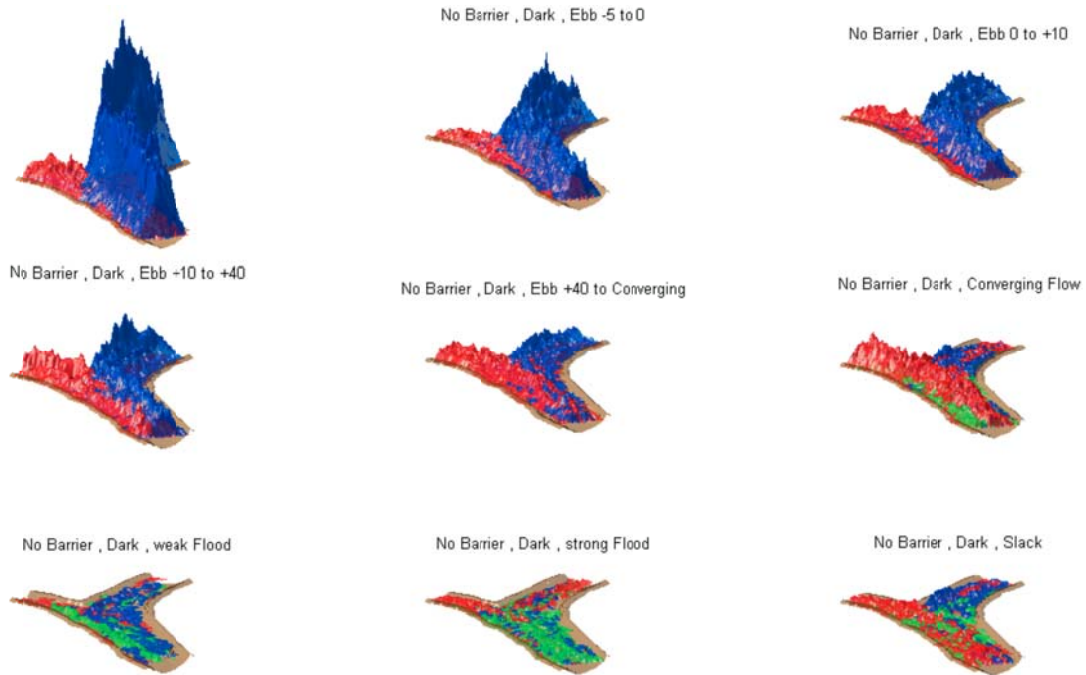 No Barrier , Dark , Ebb -5 to 0
No Barrier , Dark , Ebb 0 to +10
No Barrier , Dark , Ebb +10 to +40
No Barrier , Dark , Ebb +40 to Converging
No Barrier , Dark , Converging Flow
No Barrier , Dark , weak Flood
No Barrier , Dark , strong Flood
No Barrier , Dark , Slack